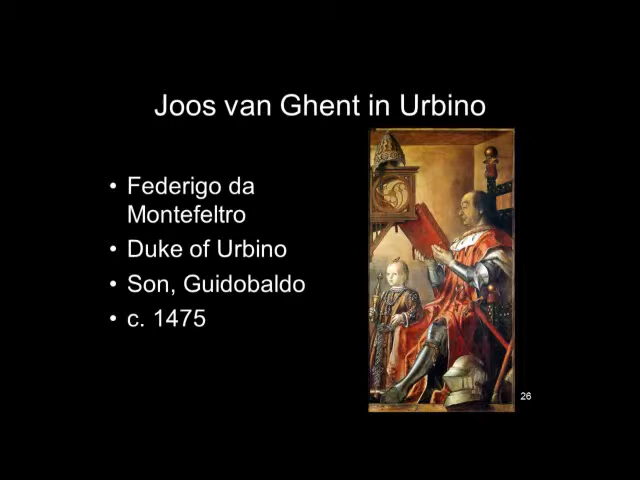 Joos van Ghent in Urbino
• Federigo da
Montefeltro
• Duke of Urbino
• Son, Guidobaldo
• c. 1475
26